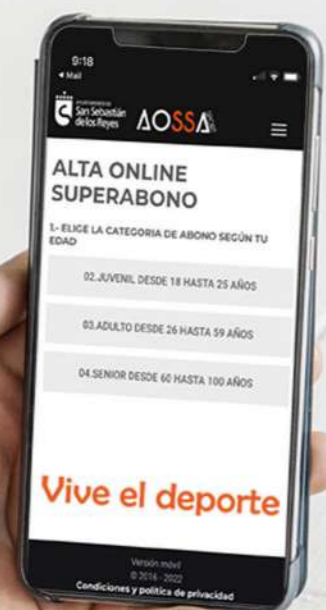 9:18
◄ Mail
AYUNTAMIENTO DE
San Sebastián
de los Reyes
AOSSA
ALTA ONLINE
SUPERABONO
1.- ELIGE LA CATEGORIA DE ABONO SEGÚN TU
EDAD
02.JUVENIL DESDE 18 HASTA 25 AÑOS
03.ADULTO DESDE 26 HASTA 59 AÑOS
04.SENIOR DESDE 60 HASTA 100 AÑOS
Vive el deporte
Versión móvil
© 2016 - 2022
Condiciones y política de privacidad